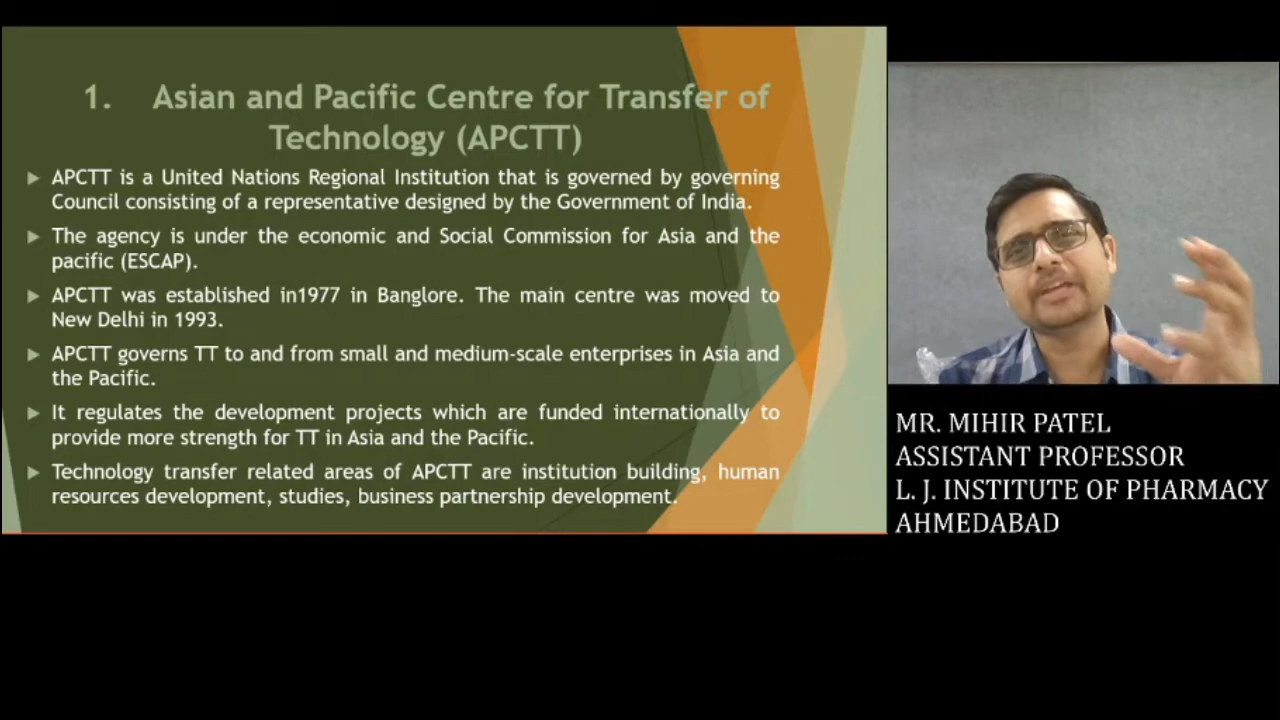 1. Asian and Pacific Centre for Transfer of
Technology (APCTT)
APCTT is a United Nations Regional Institution that is governed by governing
Council consisting of a representative designed by the Government of India.
The agency is under the economic and Social Commission for Asia and the
pacific (ESCAP).
APCTT was established in1977 in Banglore. The main centre was moved to
New Delhi in 1993.
APCTT governs TT to and from small and medium-scale enterprises in Asia and
the Pacific.
It regulates the development projects which are funded internationally to
provide more strength for TT in Asia and the Pacific.
Technology transfer related areas of APCTT are institution building, human
resources development, studies, business partnership development.
MR. MIHIR PATEL
ASSISTANT PROFESSOR
L. J. INSTITUTE OF PHARMACY
AHMEDABAD